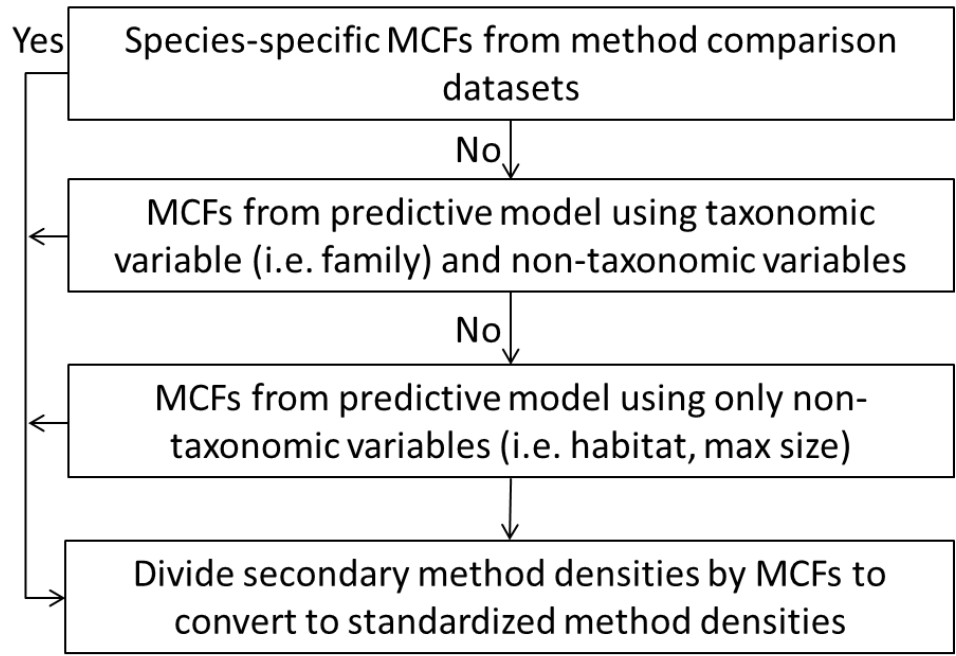 Yes
Species-specific MCFs from method comparison
datasets
No
MCFs from predictive model using taxonomic
variable (i.e. family) and non-taxonomic variables
No
MCFs from predictive model using only non-
taxonomic variables (i.e. habitat, max size)
Divide secondary method densities by MCFs to
convert to standardized method densities